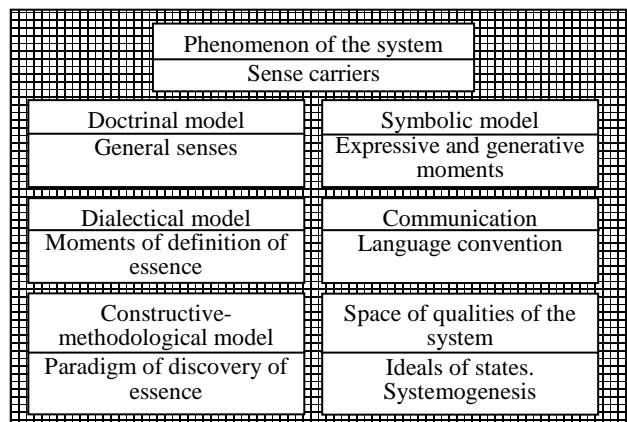 Phenomenon of the system
Sense carriers
Doctrinal model
General senses
Symbolic model
Expressive and generative
moments
Dialectical model
Moments of definition of
essence
Communication
Language convention
Constructive-
methodological model
Paradigm of discovery of
essence
Space of qualities of the
system
Ideals of states.
Systemogenesis